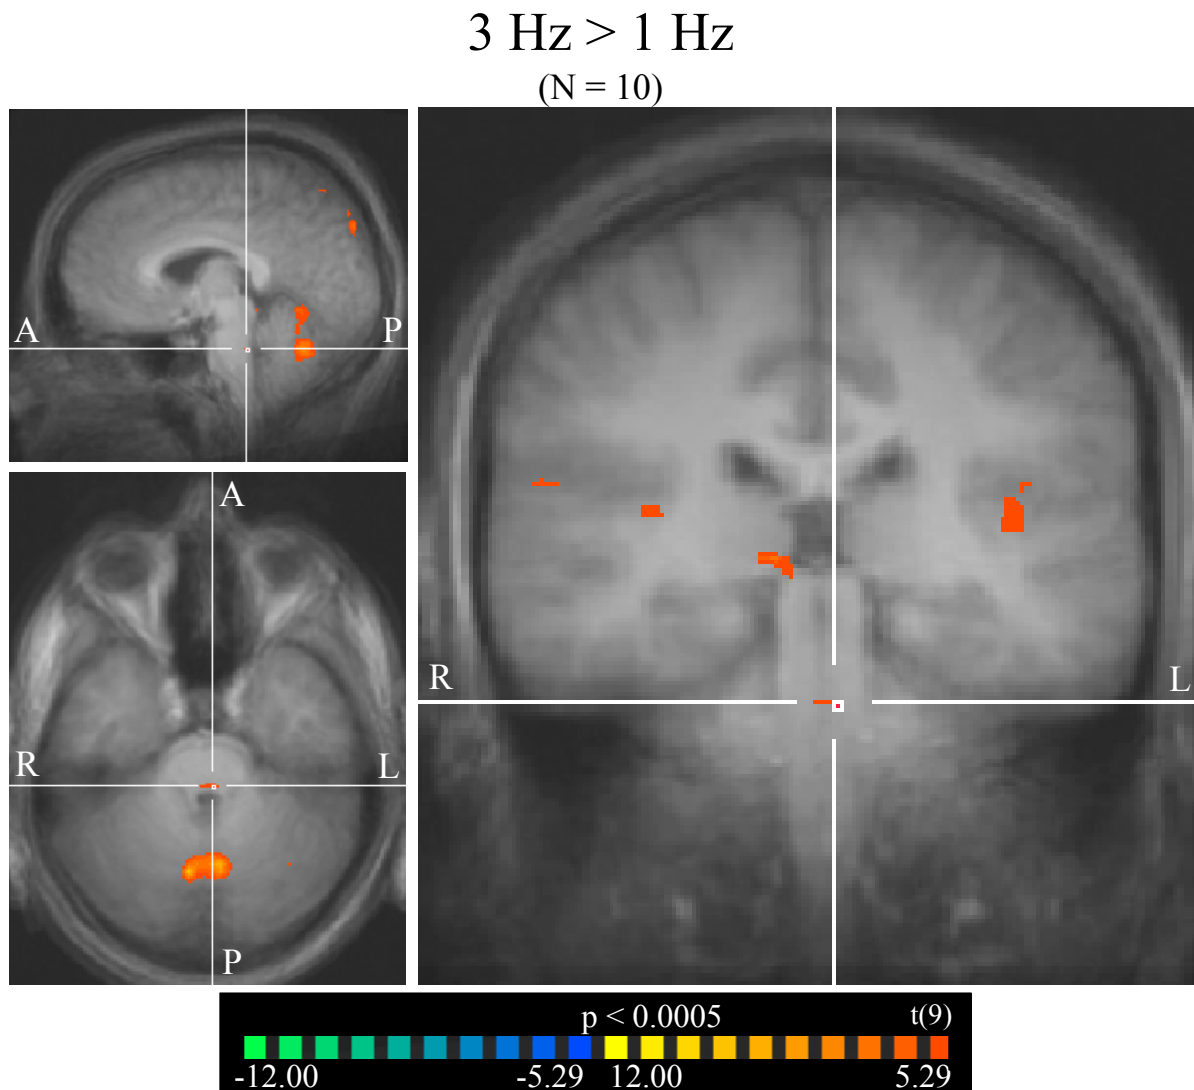 3 Hz > 1 Hz
(N = 10)
A
P
R
L
A
R
L
P
p < 0.0005
t(9)
-12.00
-5.29
12.00
5.29